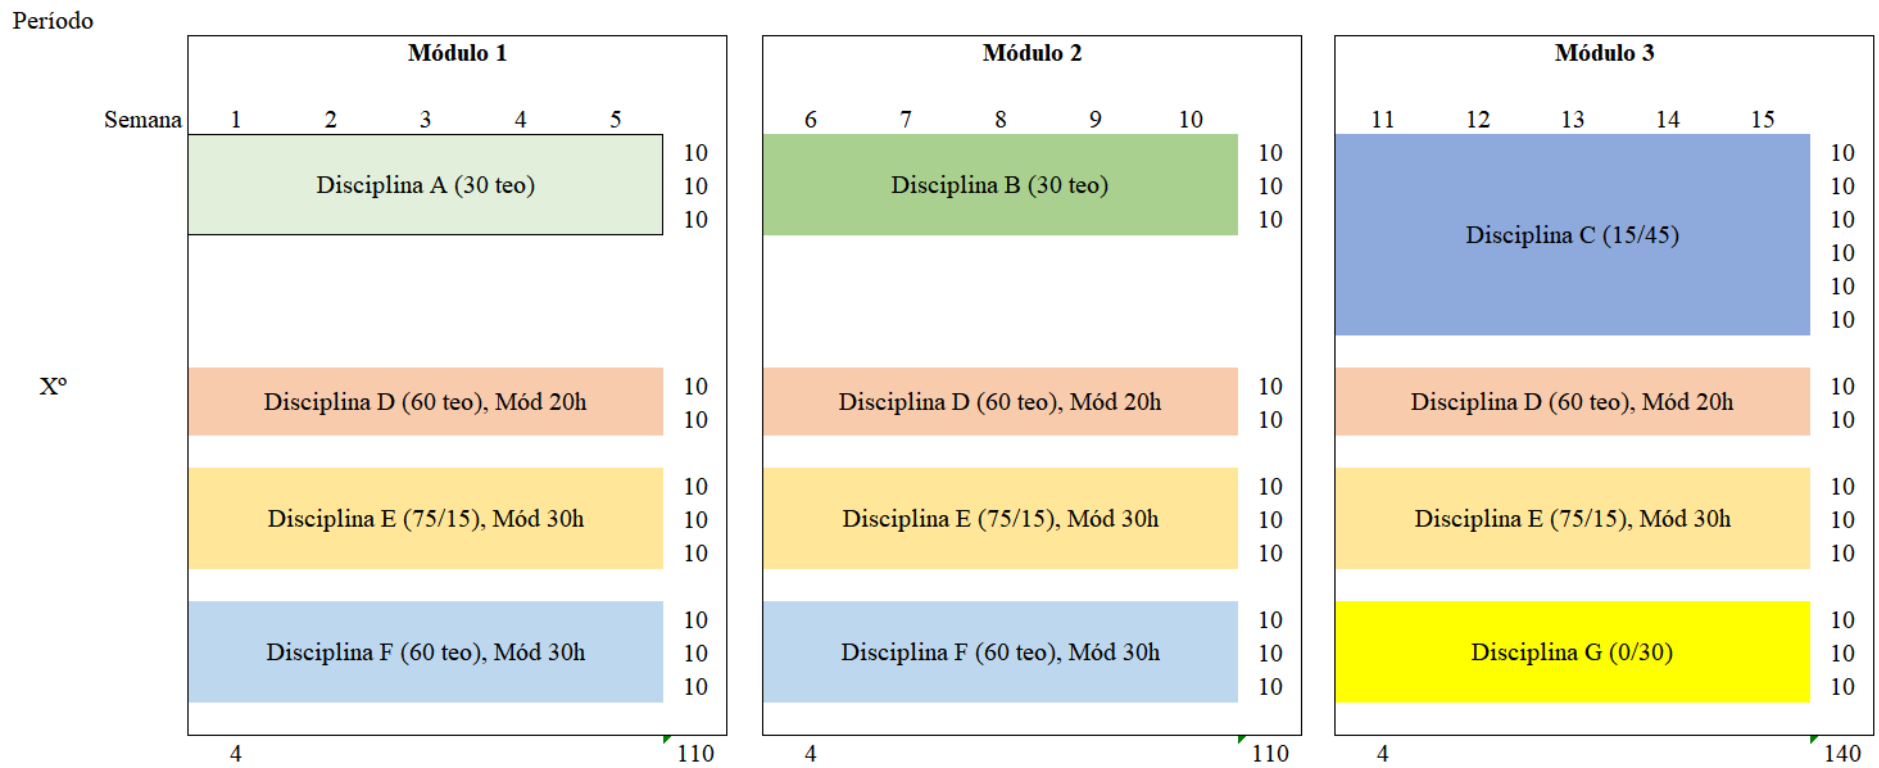 Período
Módulo 1 Módulo 2 Módulo 3
Semana 1 2 3 4 5 6 7 8 9 10 11 12 13 14 15
10 10 10
Disciplina A (30 teo) 10 Disciplina B (30 teo) 10 10
10 10 10
Disciplina C (15/45)
10
10
10
Xº
10 10 10
Disciplina D (60 teo), Mód 20h Disciplina D (60 teo), Mód 20h Disciplina D (60 teo), Mód 20h
10 10 10
10 10 10
Disciplina E (75/15), Mód 30h 10 Disciplina E (75/15), Mód 30h 10 Disciplina E (75/15), Mód 30h 10
10 10 10
10 10 10
Disciplina F (60 teo), Mód 30h 10 Disciplina F (60 teo), Mód 30h 10 Disciplina G (0/30) 10
10 10 10
4 110 4 110 4 140